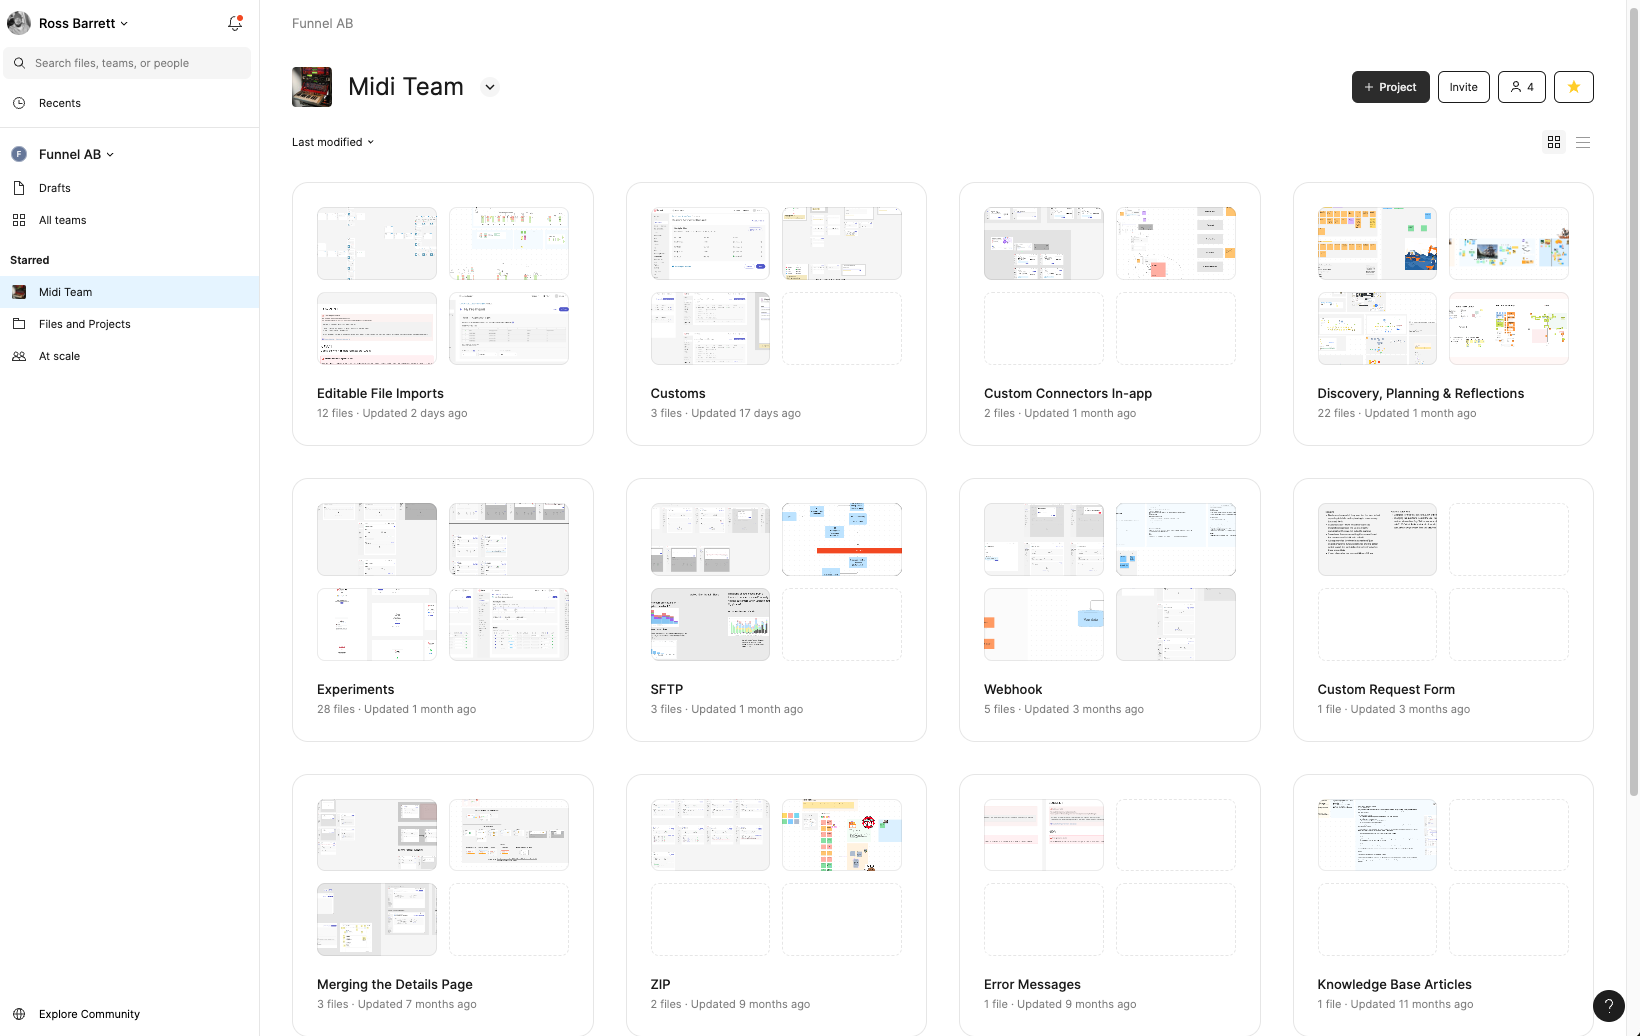 Ross Barrett
Search files, teams, or people
Recents
F
Funnel AB
Drafts
All teams
Starred
Midi Team
Files and Projects
At scale
Explore Community
Funnel AB
Midi Team
+ Project
Invite
4
Last modified
Editable File Imports
12 files · Updated 2 days ago
Customs
3 files · Updated 17 days ago
Custom Connectors In-app
2 files · Updated 1 month ago
Discovery, Planning & Reflections
22 files · Updated 1 month ago
Experiments
28 files · Updated 1 month ago
SFTP
3 files · Updated 1 month ago
Webhook
5 files · Updated 3 months ago
Custom Request Form
1 file · Updated 3 months ago
Merging the Details Page
3 files · Updated 7 months ago
ZIP
2 files · Updated 9 months ago
Error Messages
1 file · Updated 9 months ago
Knowledge Base Articles
1 file · Updated 11 months ago
?